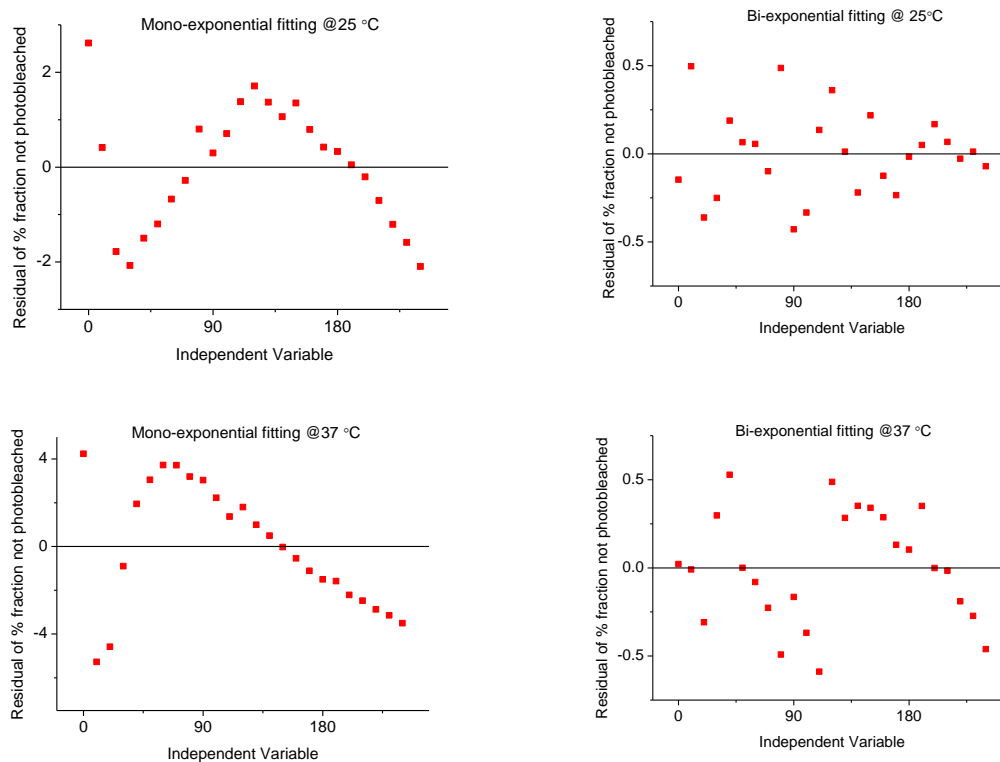 Mono-exponential fitting @25 °C
Residual of % fraction not photobleached
2
0
-2
0
90
180
Independent Variable
Bi-exponential fitting @ 25°C
Residual of % fraction not photobleached
0.5
0.0
-0.5
0
90
180
Independent Variable
Mono-exponential fitting @37 °C
Residual of % fraction not photobleached
4
0
-4
0
90
180
Independent Variable
Bi-exponential fitting @37 °C
Residual of % fraction not photobleached
0.5
0.0
-0.5
0
90
180
Independent Variable